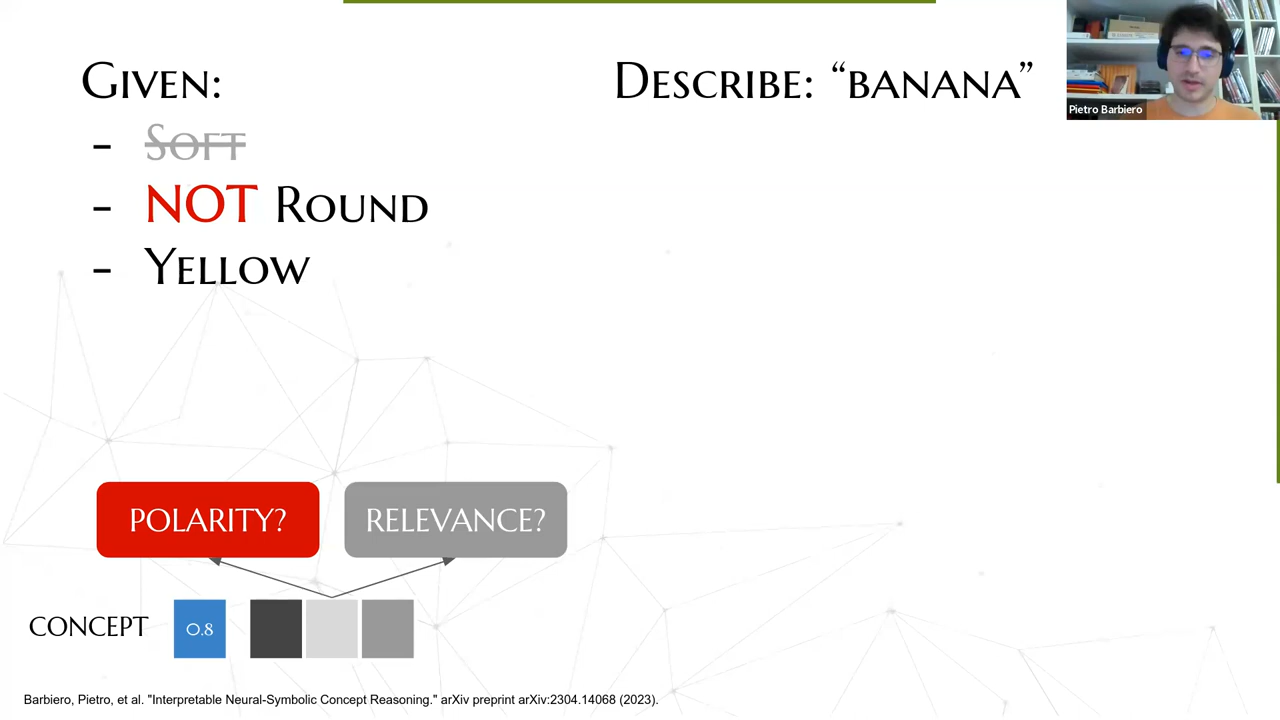 Given:
- Soft
- NOT Round
- Yellow
Describe: “banana”
Pietro Barbiero
POLARITY?
RELEVANCE?
CONCEPT
0.8
Barbiero, Pietro, et al. "Interpretable Neural-Symbolic Concept Reasoning." arXiv preprint arXiv:2304.14068 (2023).